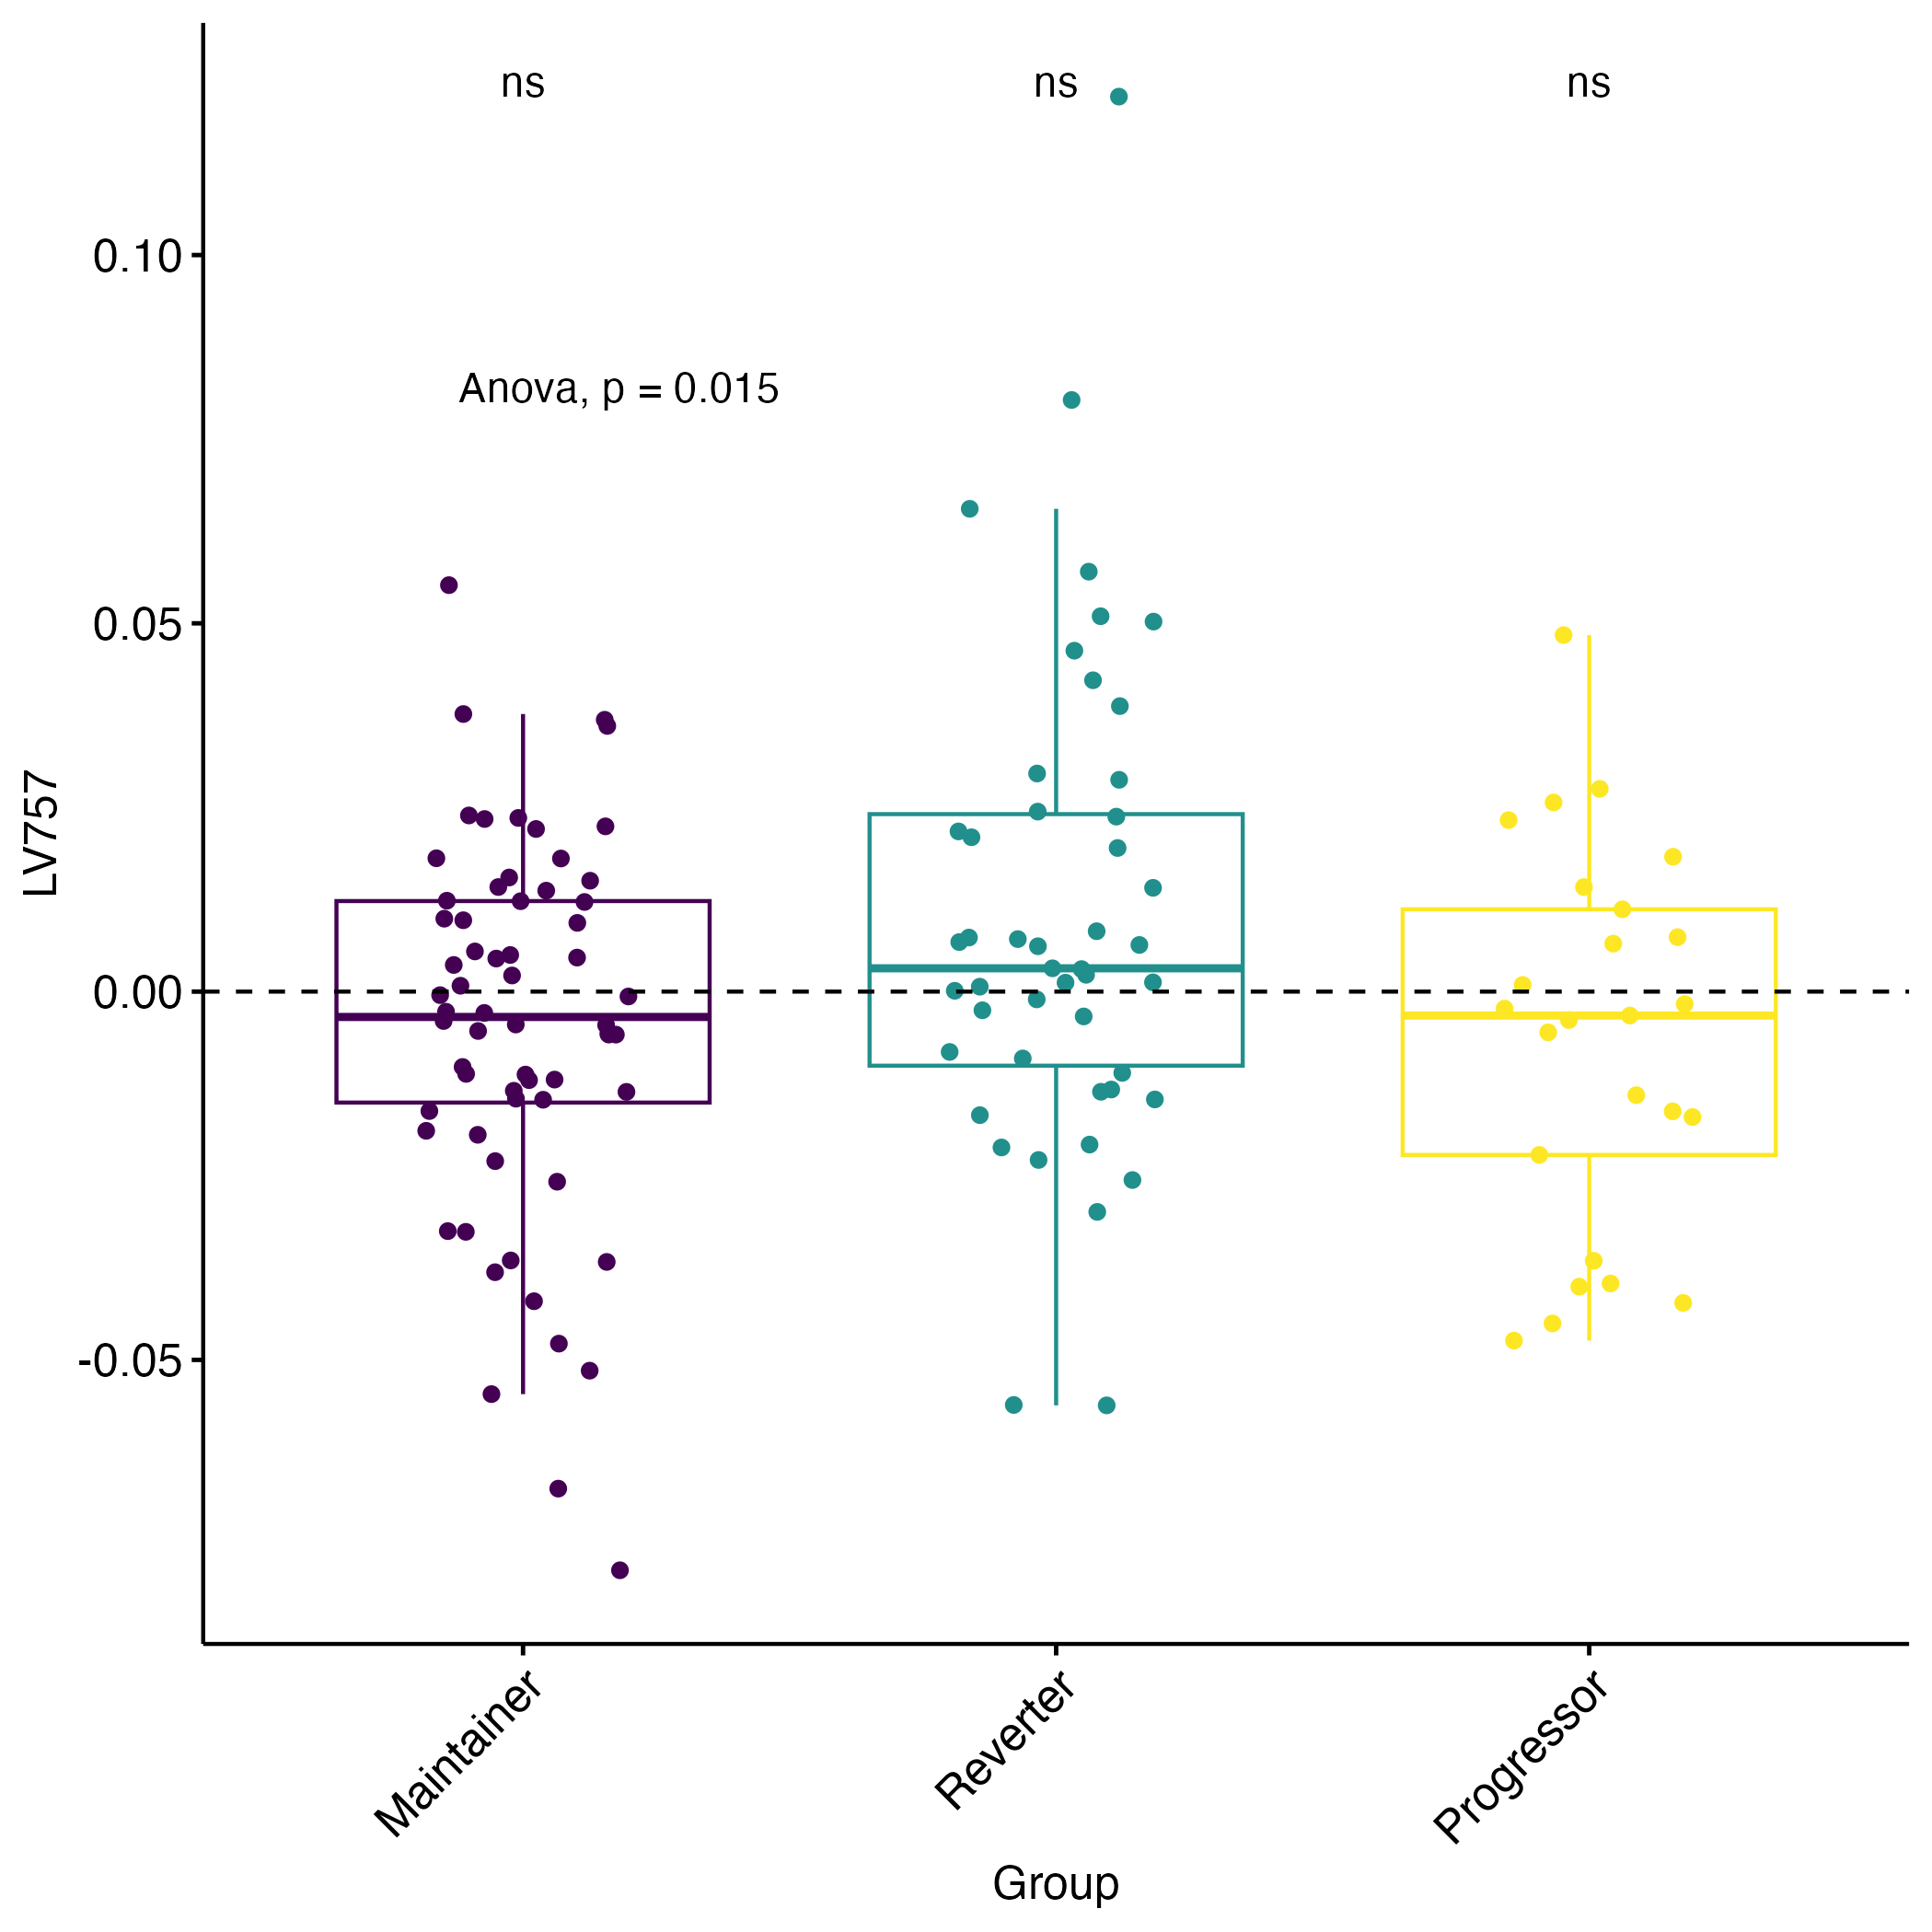 ns
ns
ns
Anova, p = 0.015
LV757
0.10
0.05
0.00
-0.05
Maintainer
Reverter
Progressor
Group